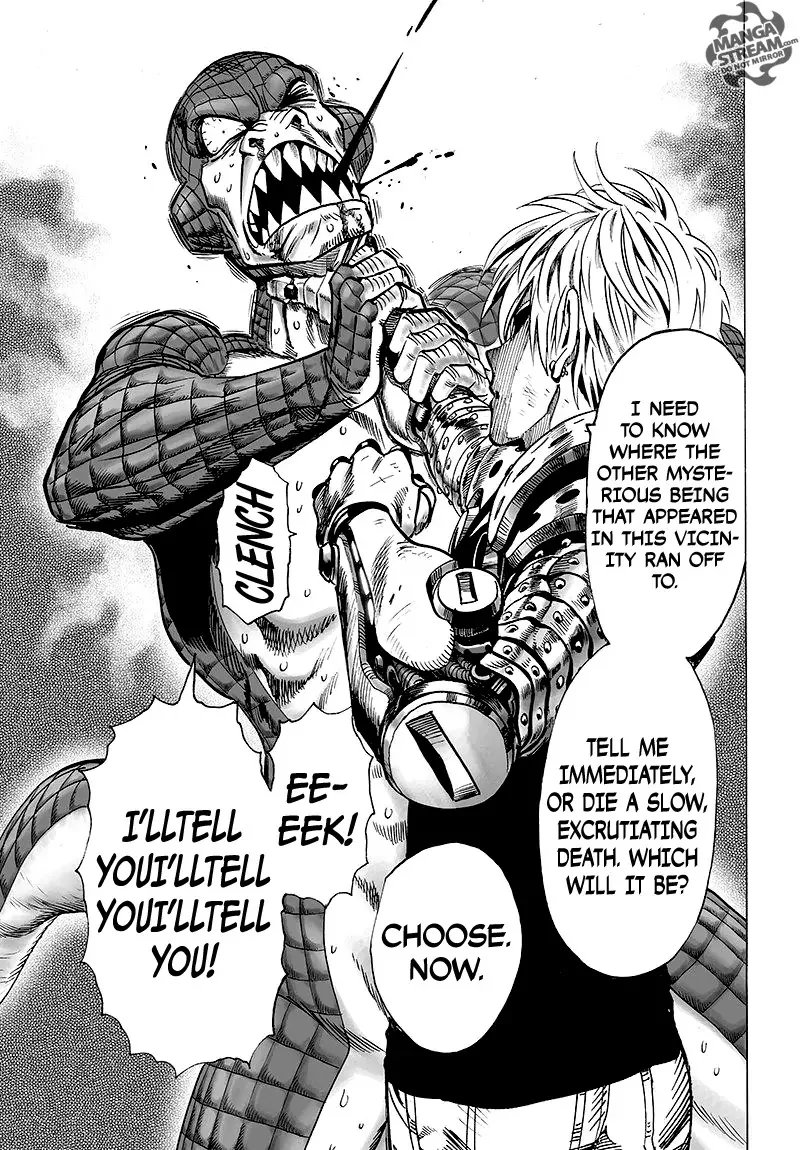 MANGA
STREAM.com
DO NOT MIRROR
I NEED
TO KNOW
WHERE THE
OTHER MYSTE-
RIOUS BEING
THAT APPEARED
IN THIS VICIN-
ITY RAN OFF
TO.
TELL ME
IMMEDIATELY,
OR DIE A SLOW,
EXCRUTIATING
DEATH. WHICH
WILL IT BE?
CLENCH
CHOOSE.
NOW.
EE-
EEK!
I'LLTELL
YOUI'LLTELL
YOUI'LLTELL
YOU!